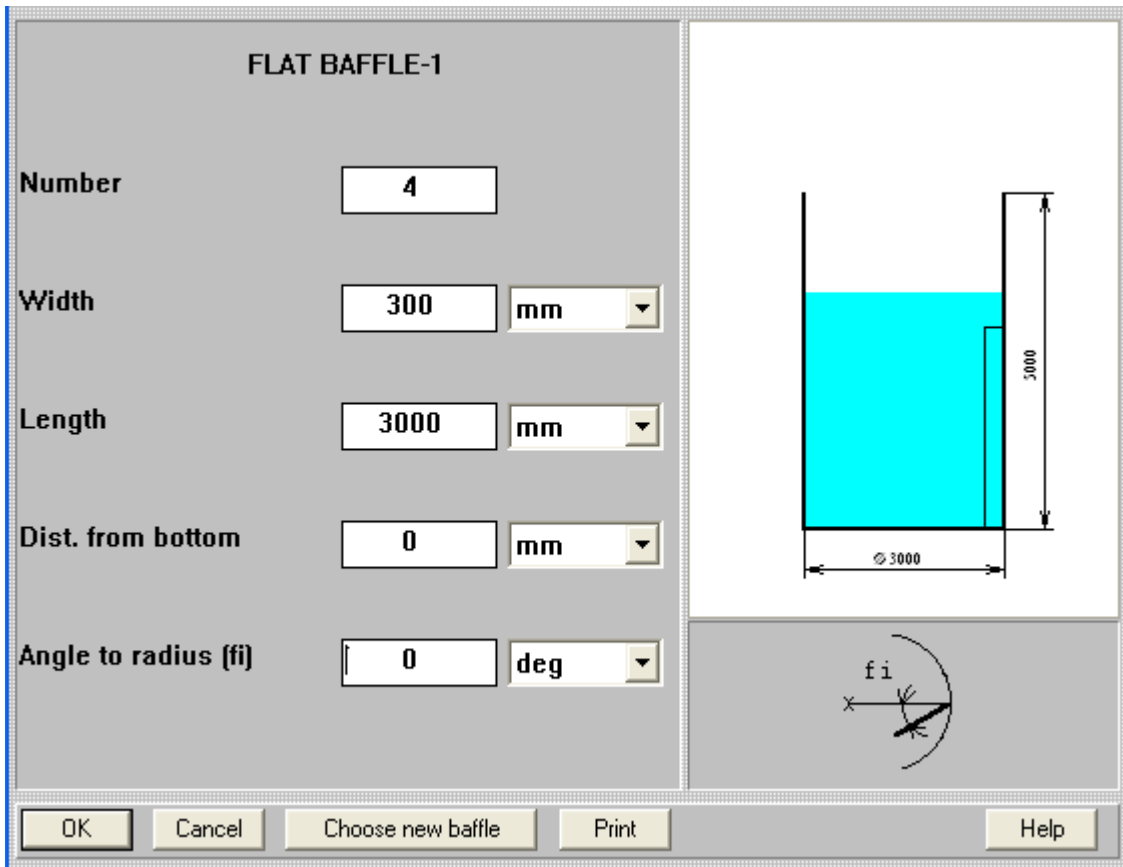 FLAT BAFFLE-1
Number 4
Width 300 mm
Length 3000 mm
Dist. from bottom 0 mm
Angle to radius (fi) 0 deg
5000
⌀ 3000
fi
OK Cancel Choose new baffle Print Help